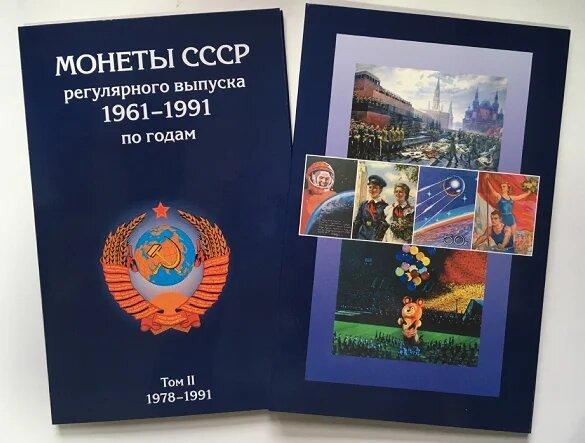 МОНЕТЫ СССР
регулярного выпуска
1961–1991
по годам
Том II
1978–1991